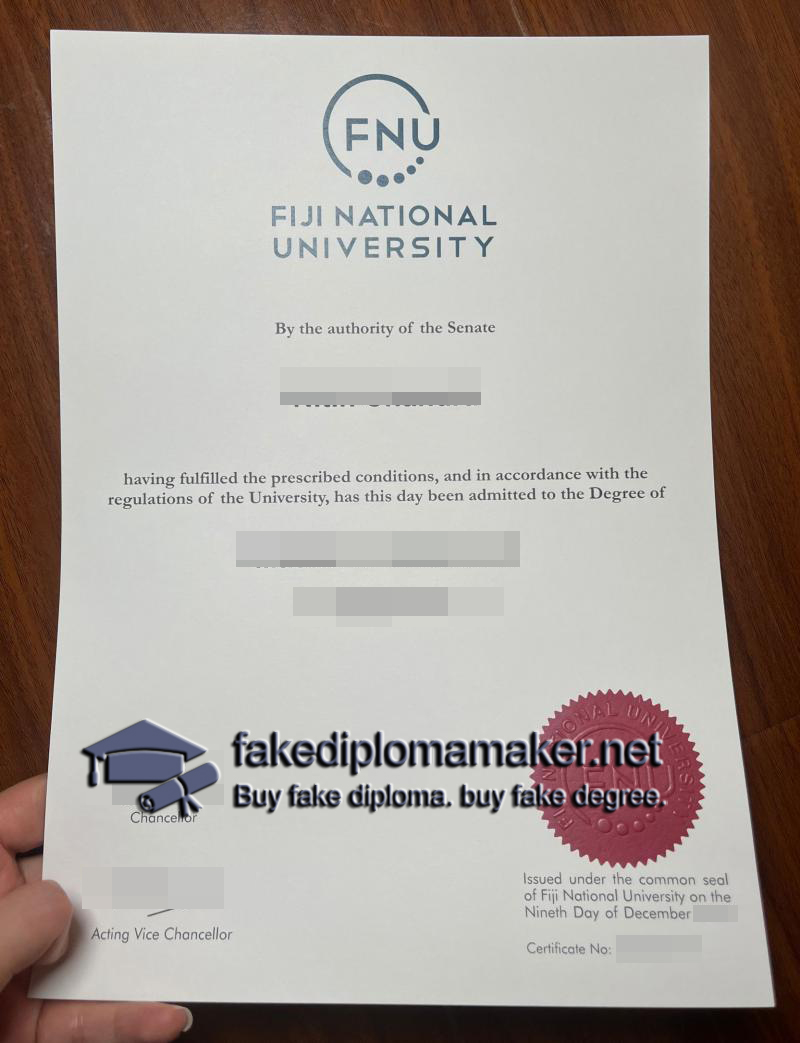 FNU
FIJI NATIONAL
UNIVERSITY
By the authority of the Senate
having fulfilled the prescribed conditions, and in accordance with the
regulations of the University, has this day been admitted to the Degree of
fakediplomamaker.net
Buy fake diploma. buy fake degree.
NATIONAL UNIVERSITY
FNU
Chancellor
Issued under the common seal
of Fiji National University on the
Nineth Day of December
Acting Vice Chancellor
Certificate No: